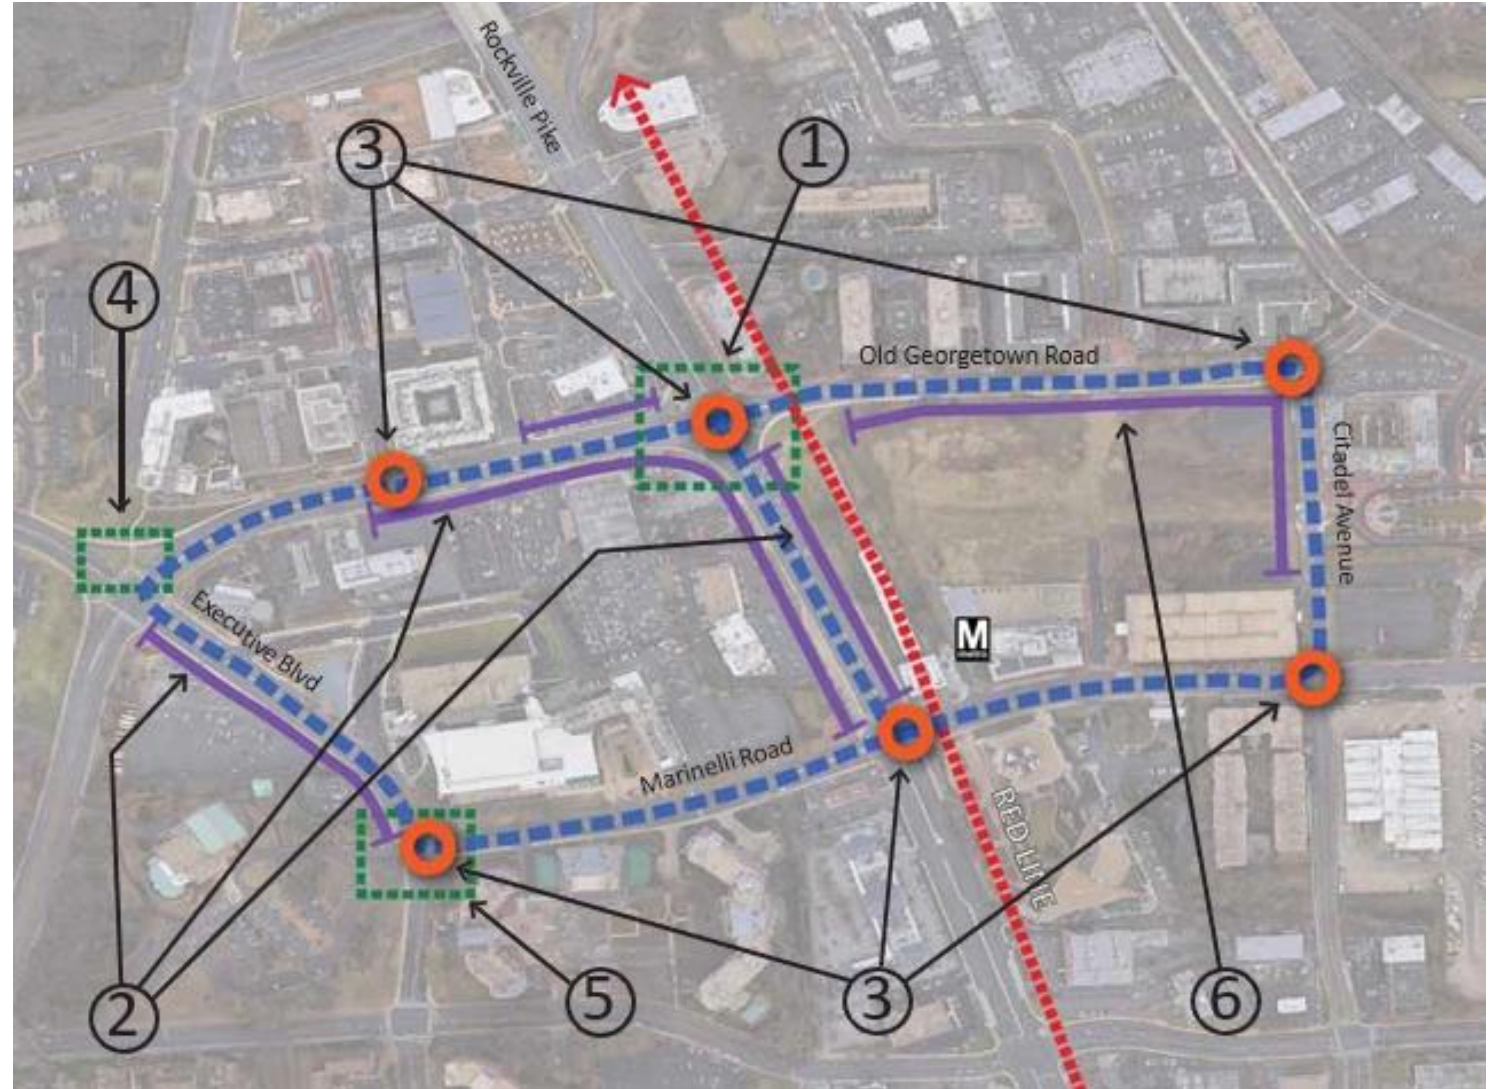 Rockville Pike
3
1
4
Old Georgetown Road
Citadel Avenue
Executive Blvd
M
Marinelli Road
RED LINE
2
5
3
6